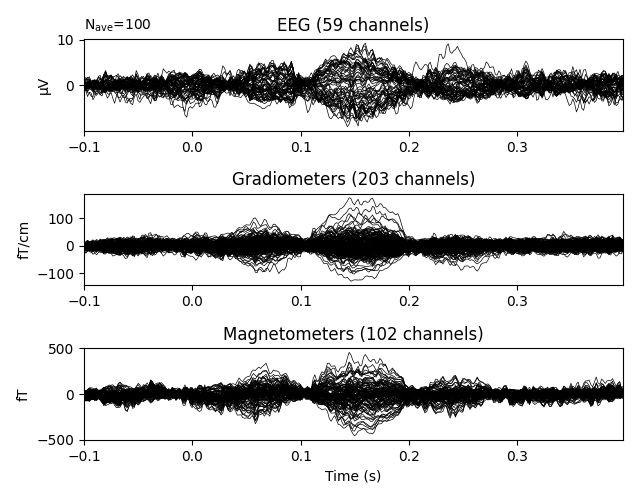 N_ave=100
EEG (59 channels)
10
0
µV
−0.1 0.0 0.1 0.2 0.3
Gradiometers (203 channels)
100
0
−100
fT/cm
−0.1 0.0 0.1 0.2 0.3
Magnetometers (102 channels)
500
0
−500
fT
−0.1 0.0 0.1 0.2 0.3
Time (s)